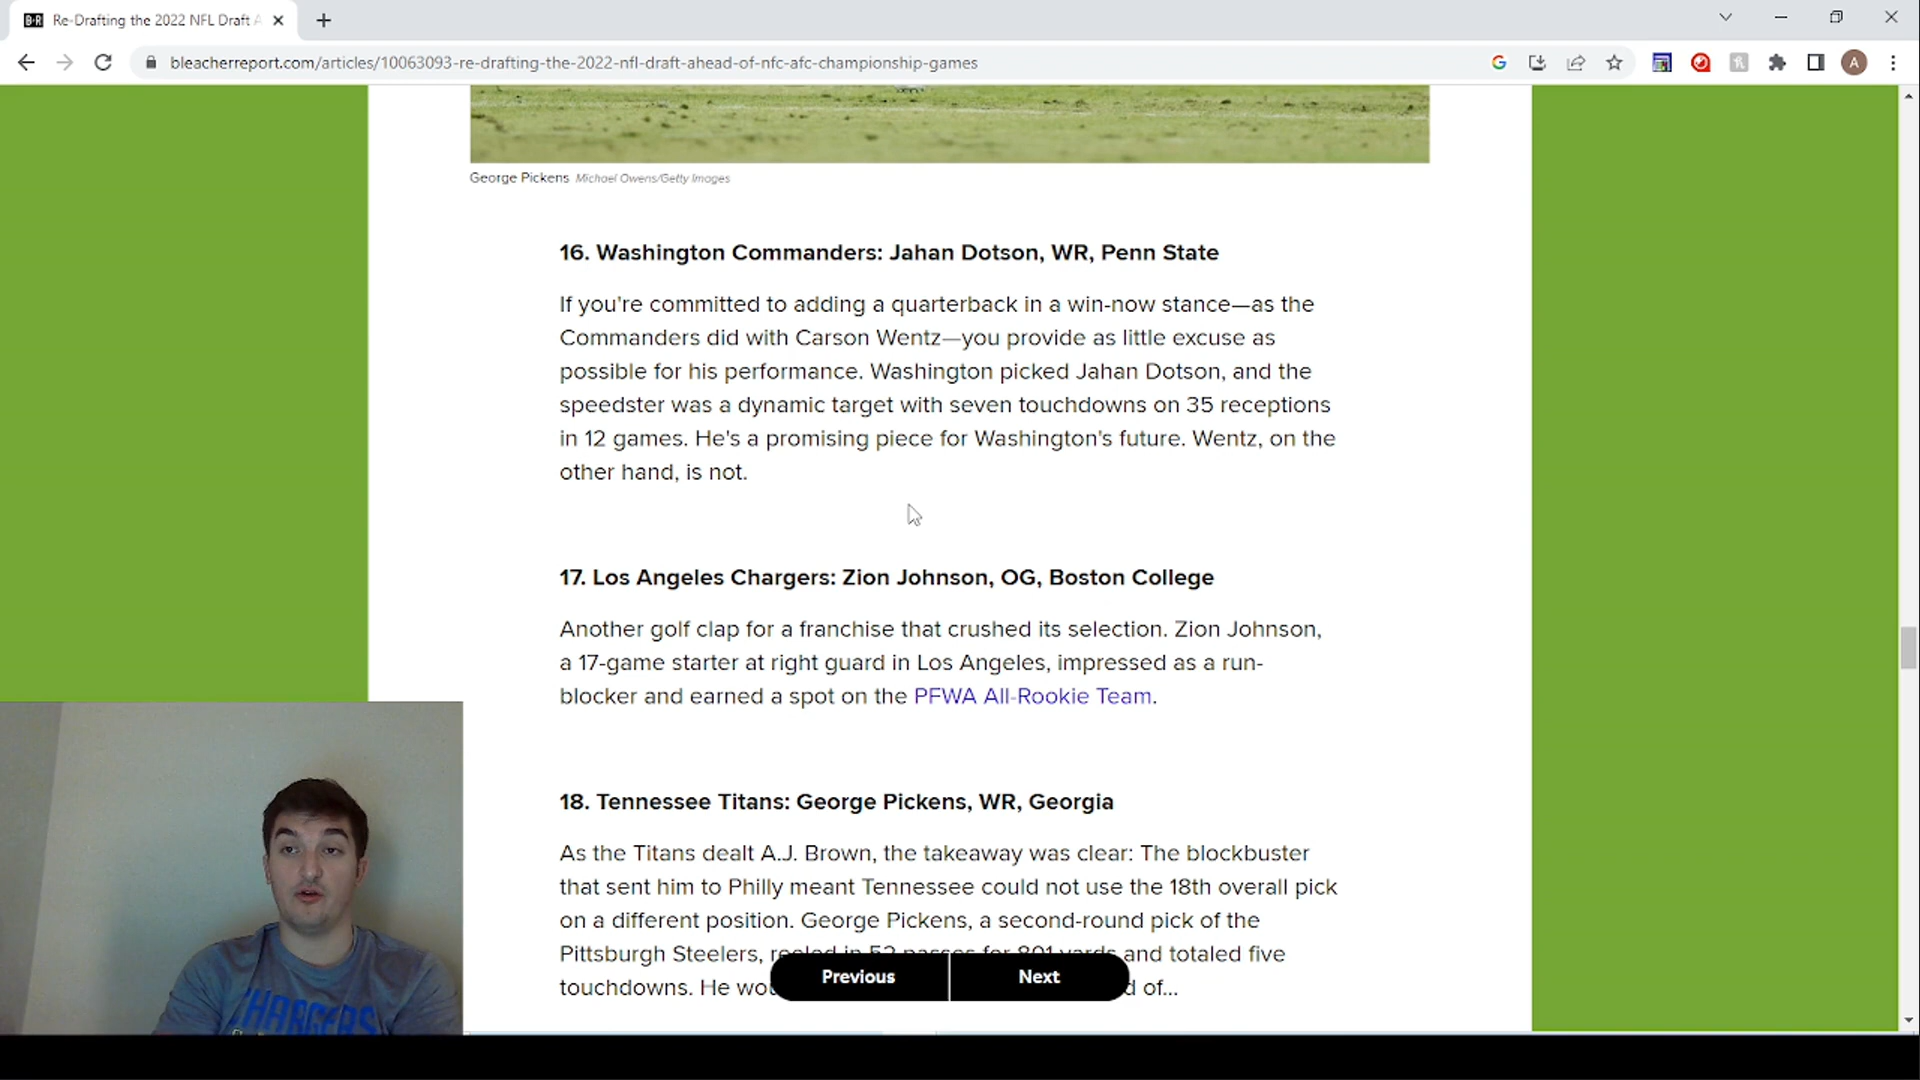 B·R Re-Drafting the 2022 NFL Draft A
bleacherreport.com/articles/10063093-re-drafting-the-2022-nfl-draft-ahead-of-nfc-afc-championship-games
A
George Pickens Michael Owens/Getty Images
16. Washington Commanders: Jahan Dotson, WR, Penn State
If you're committed to adding a quarterback in a win-now stance—as the
Commanders did with Carson Wentz—you provide as little excuse as
possible for his performance. Washington picked Jahan Dotson, and the
speedster was a dynamic target with seven touchdowns on 35 receptions
in 12 games. He's a promising piece for Washington's future. Wentz, on the
other hand, is not.
17. Los Angeles Chargers: Zion Johnson, OG, Boston College
Another golf clap for a franchise that crushed its selection. Zion Johnson,
a 17-game starter at right guard in Los Angeles, impressed as a run-
blocker and earned a spot on the PFWA All-Rookie Team.
18. Tennessee Titans: George Pickens, WR, Georgia
As the Titans dealt A.J. Brown, the takeaway was clear: The blockbuster
that sent him to Philly meant Tennessee could not use the 18th overall pick
on a different position. George Pickens, a second-round pick of the
Pittsburgh Steelers, reeled in 52 passes for 801 yards and totaled five
touchdowns. He wou d of...
Previous Next
CHARGERS